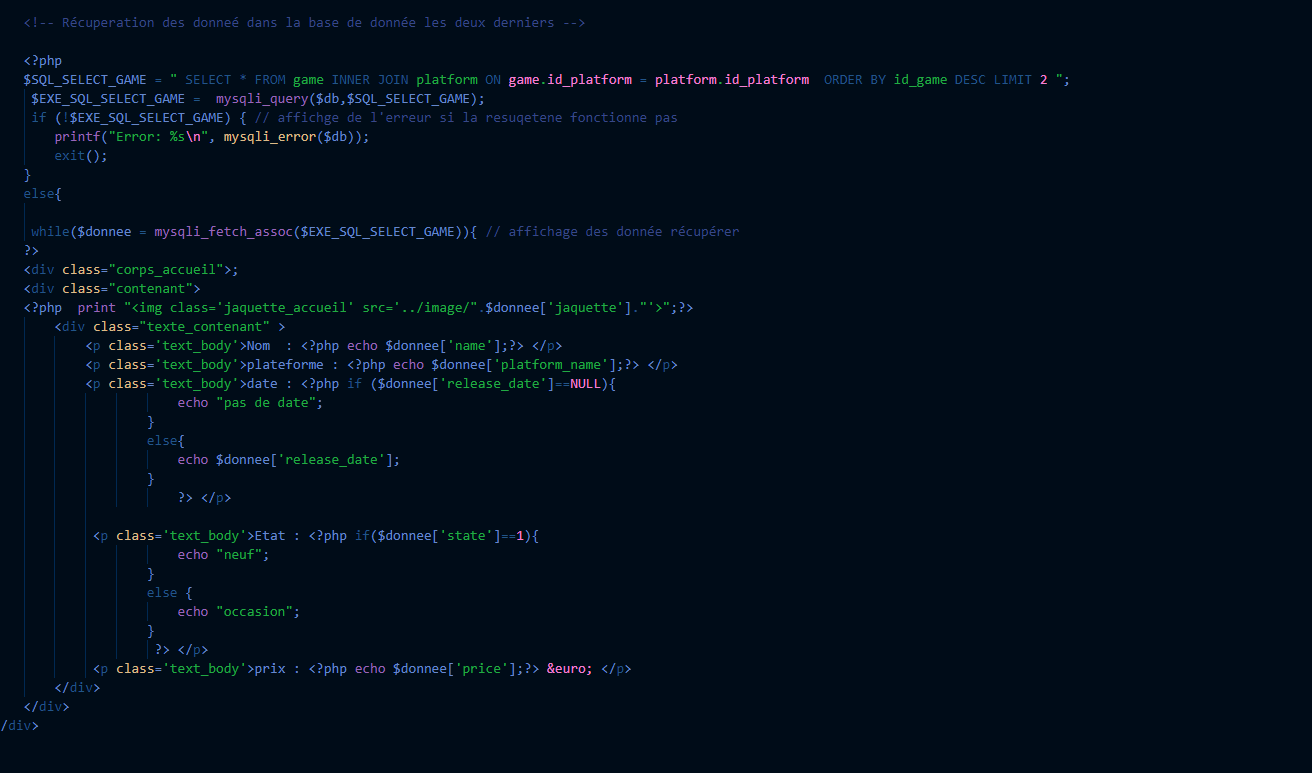 <!-- Récuperation des donneé dans la base de donnée les deux derniers -->
<?php
$SQL_SELECT_GAME = " SELECT * FROM game INNER JOIN platform ON game.id_platform = platform.id_platform  ORDER BY id_game DESC LIMIT 2 ";
$EXE_SQL_SELECT_GAME =  mysqli_query($db,$SQL_SELECT_GAME);
if (!$EXE_SQL_SELECT_GAME) { // affichge de l'erreur si la resuqetene fonctionne pas
printf("Error: %s\n", mysqli_error($db));
exit();
}
else{
while($donnee = mysqli_fetch_assoc($EXE_SQL_SELECT_GAME)){ // affichage des donnée récupérer
?>
<div class="corps_accueil">;
<div class="contenant">
<?php  print "<img class='jaquette_accueil' src='../image/".$donnee['jaquette']."'>";?>
<div class="texte_contenant" >
<p class='text_body'>Nom  : <?php echo $donnee['name'];?> </p>
<p class='text_body'>plateforme : <?php echo $donnee['platform_name'];?> </p>
<p class='text_body'>date : <?php if ($donnee['release_date']==NULL){
echo "pas de date";
}
else{
echo $donnee['release_date'];
}
?> </p>
<p class='text_body'>Etat : <?php if($donnee['state']==1){
echo "neuf";
}
else {
echo "occasion";
}
?> </p>
<p class='text_body'>prix : <?php echo $donnee['price'];?> &euro; </p>
</div>
</div>
/div>